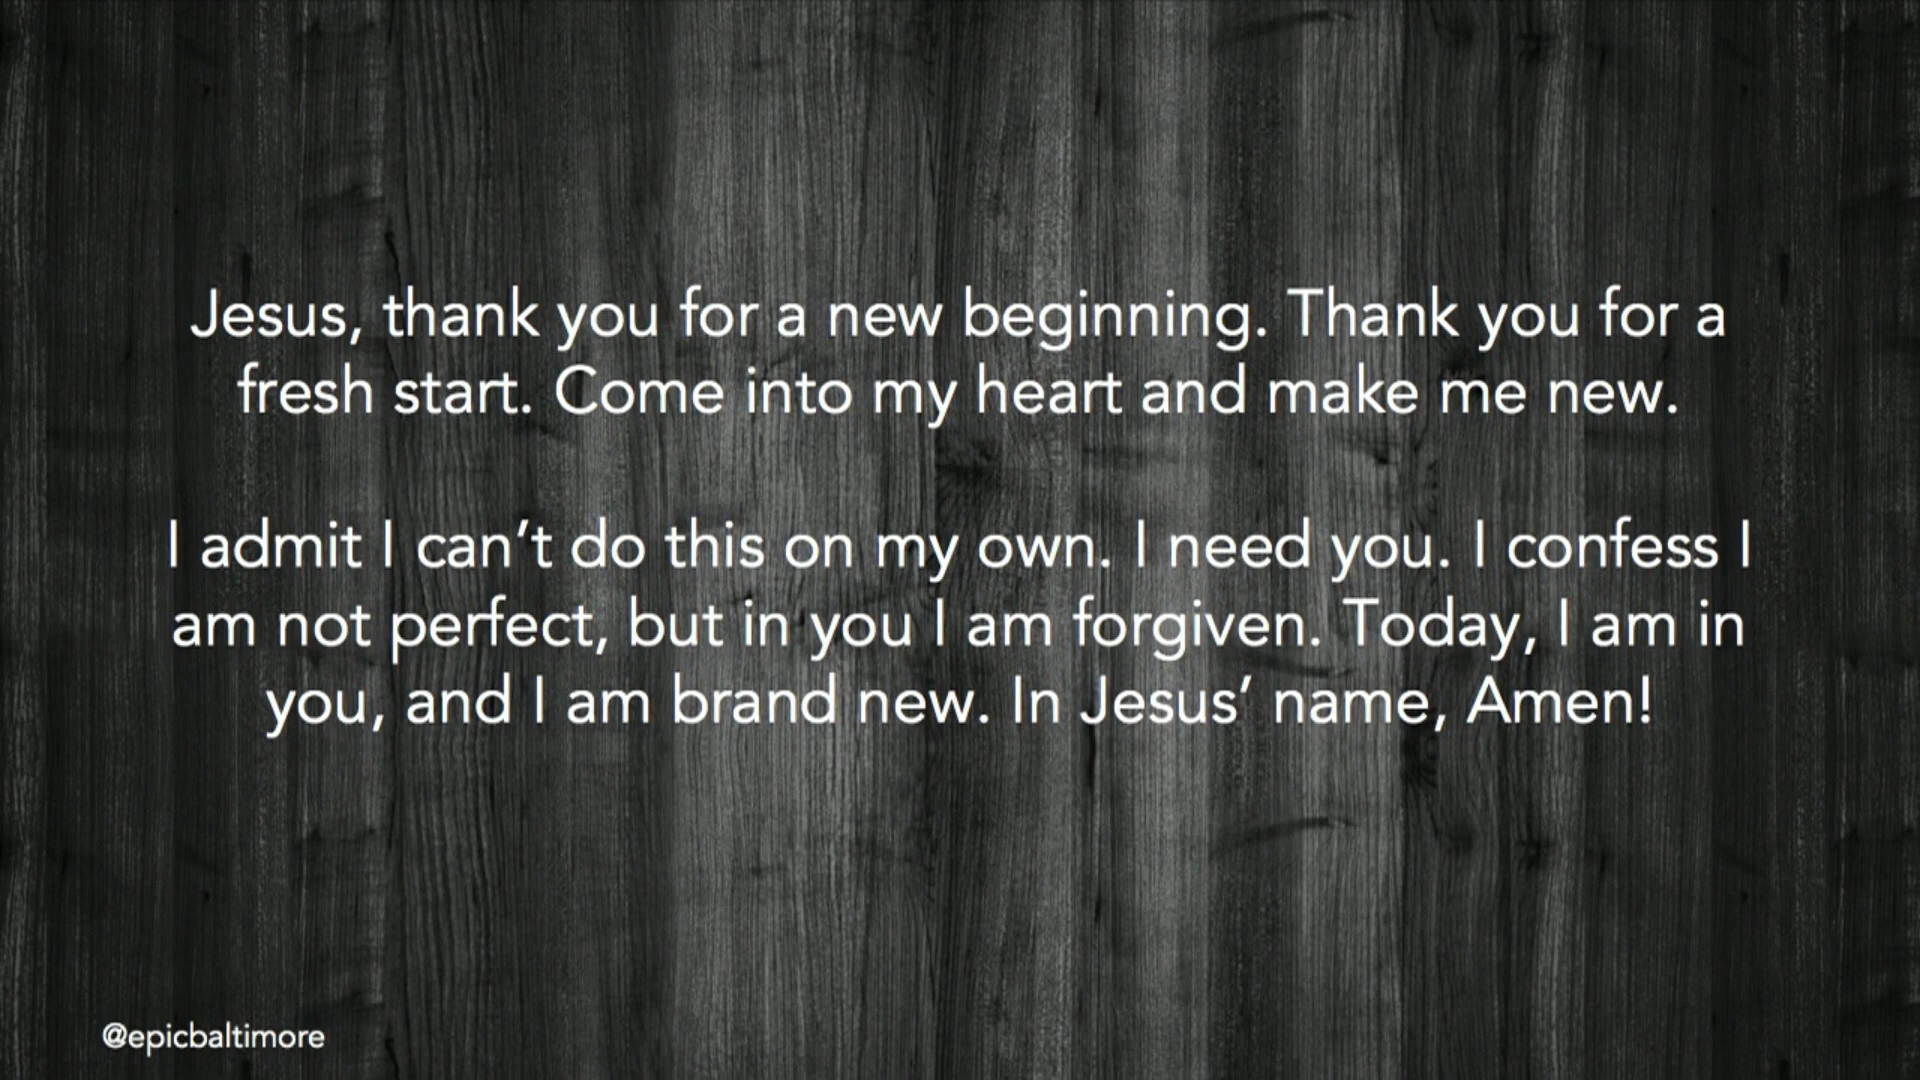 Jesus, thank you for a new beginning. Thank you for a
fresh start. Come into my heart and make me new.
I admit I can’t do this on my own. I need you. I confess I
am not perfect, but in you I am forgiven. Today, I am in
you, and I am brand new. In Jesus’ name, Amen!
@epicbaltimore